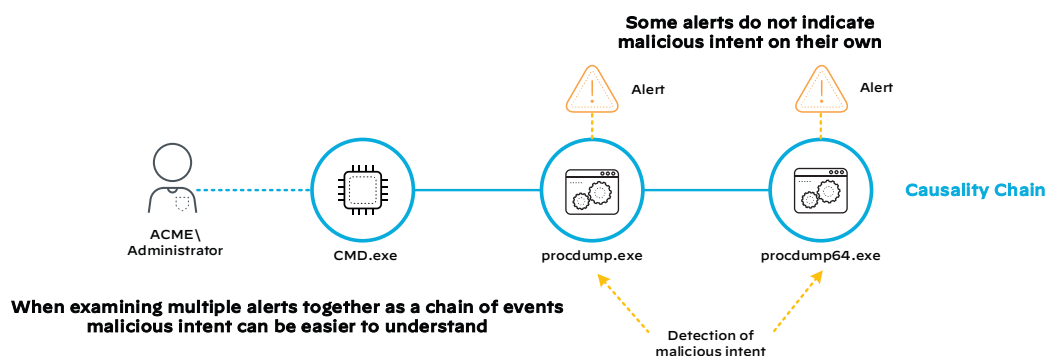 Some alerts do not indicate
malicious intent on their own
Alert
Alert
ACME\
Administrator
CMD.exe
procdump.exe
procdump64.exe
Causality Chain
When examining multiple alerts together as a chain of events
malicious intent can be easier to understand
Detection of
malicious intent